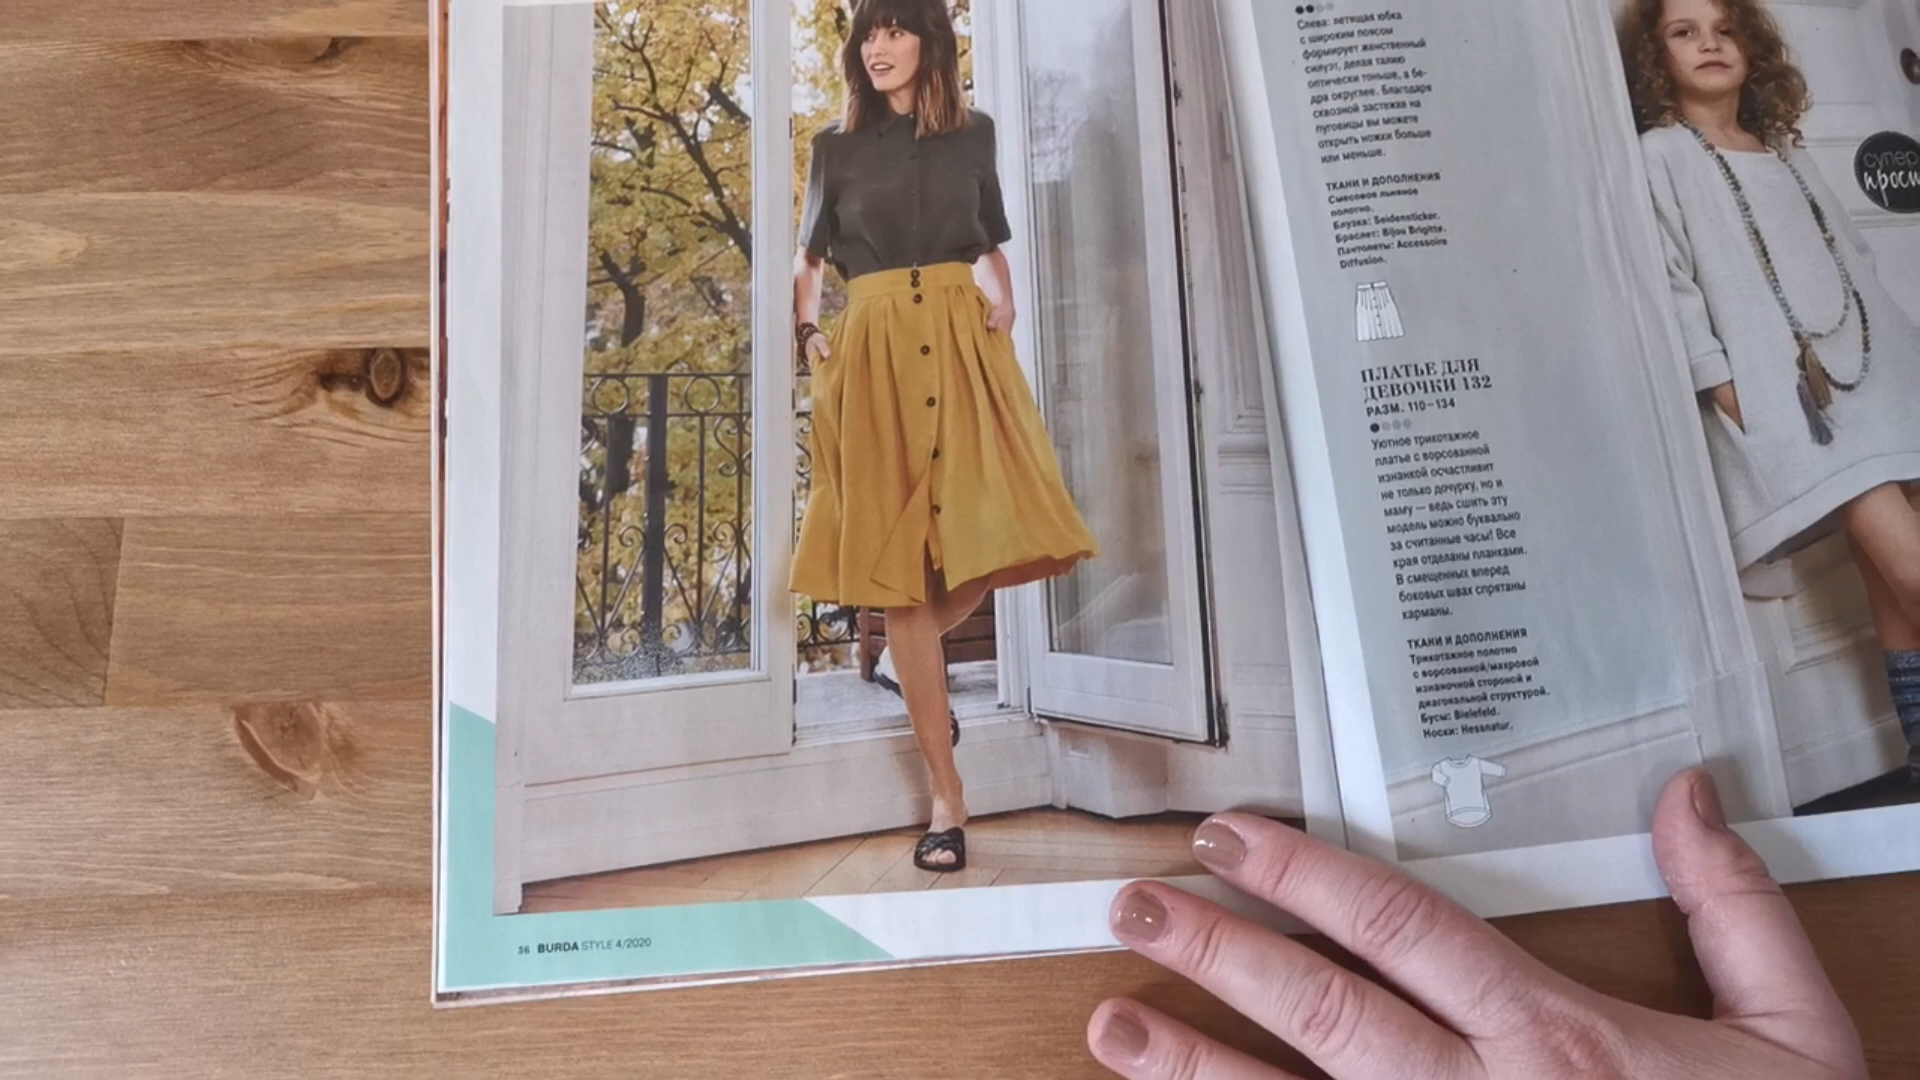 Слева: летящая юбка
с широким поясом
формирует женственный
силуэт, делая талию
оптически тоньше, а бе-
дра округлее. Благодаря
сквозной застежке на
пуговицы вы можете
открыть ножки больше
или меньше.
ТКАНИ И ДОПОЛНЕНИЯ
Смесовое льняное
полотно.
Блузка: Seidensticker.
Браслет: Bijou Brigitte.
Пантолеты: Accessoire
Diffusion.
ПЛАТЬЕ ДЛЯ
ДЕВОЧКИ 132
РАЗМ. 110–134
Уютное трикотажное
платье с ворсованной
изнанкой осчастливит
не только дочурку, но и
маму — ведь сшить эту
модель можно буквально
за считанные часы! Все
края отделаны планками.
В смещенных вперед
боковых швах спрятаны
карманы.
ТКАНИ И ДОПОЛНЕНИЯ
Трикотажное полотно
с ворсованной/махровой
изнаночной стороной и
диагональной структурой.
Бусы: Bielefeld.
Носки: Hessnatur.
супер
36 BURDA STYLE 4/2020